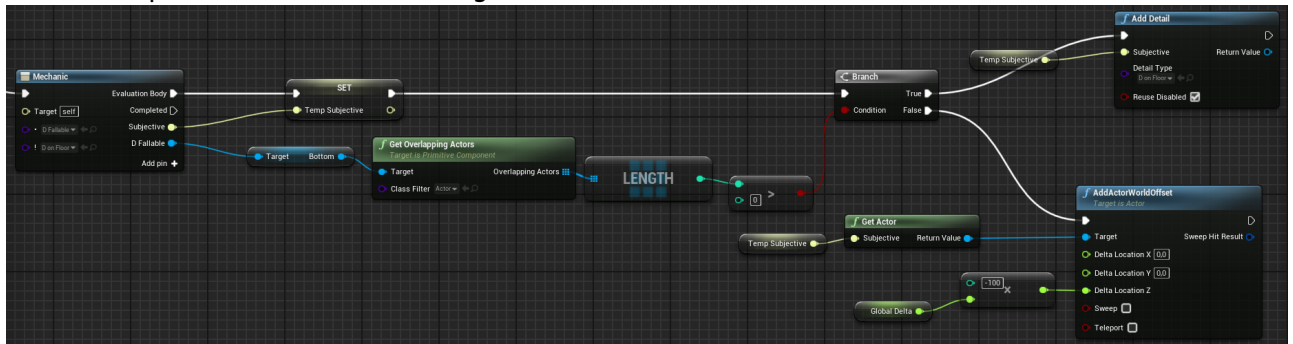 Mechanic
Evaluation Body
Target self
Completed
Subjective
D Fallable
D Fallable
! D on Floor
Add pin +
SET
Temp Subjective
Target Bottom
Get Overlapping Actors
Target is Primitive Component
Target Overlapping Actors
Class Filter Actor
LENGTH
0 >
Branch
True
Condition False
Temp Subjective
Add Detail
Subjective Return Value
Detail Type
D on Floor
Reuse Disabled
Temp Subjective
Get Actor
Subjective Return Value
Global Delta
-100 x
AddActorWorldOffset
Target is Actor
Target Sweep Hit Result
Delta Location X 0,0
Delta Location Y 0,0
Delta Location Z
Sweep
Teleport